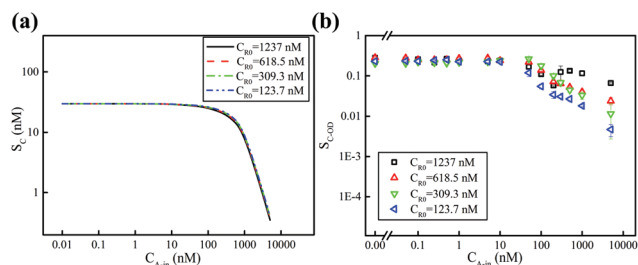 (a)
C_R0=1237 nM
C_R0=618.5 nM
C_R0=309.3 nM
C_R0=123.7 nM
100
10
1
S_C (nM)
0.01 0.1 1 10 100 1000 10000
C_A-in (nM)
(b)
1
0.1
0.01
1E-3
1E-4
S_C-OD
C_R0=1237 nM
C_R0=618.5 nM
C_R0=309.3 nM
C_R0=123.7 nM
0.00 0.1 1 10 100 1000 10000
C_A-in (nM)